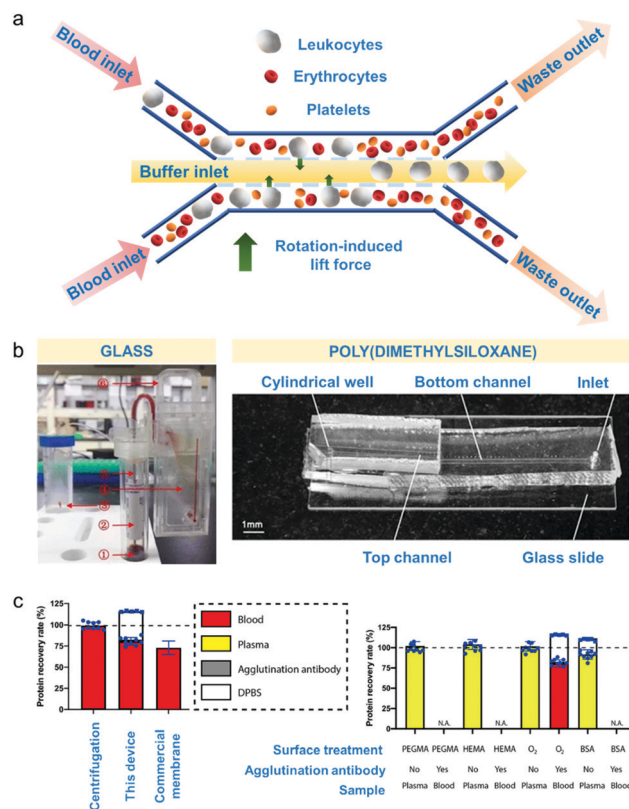 a
Blood inlet
Leukocytes
Erythrocytes
Platelets
Waste outlet
Buffer inlet
Blood inlet
Rotation-induced
lift force
Waste outlet
b
GLASS
POLY(DIMETHYLSILOXANE)
Cylindrical well
Bottom channel
Inlet
③
②
①
1mm
Top channel
Glass slide
c
Protein recovery rate (%)
125
100
75
50
25
0
Centrifugation
This device
Commercial
membrane
Blood
Plasma
Agglutination antibody
DPBS
Protein recovery rate (%)
125
100
75
50
25
0
N.A.
N.A.
N.A.
Surface treatment
PEGMA PEGMA HEMA HEMA O₂ O₂ BSA BSA
Agglutination antibody
No Yes No Yes No Yes No Yes
Sample
Plasma Blood Plasma Blood Plasma Blood Plasma Blood